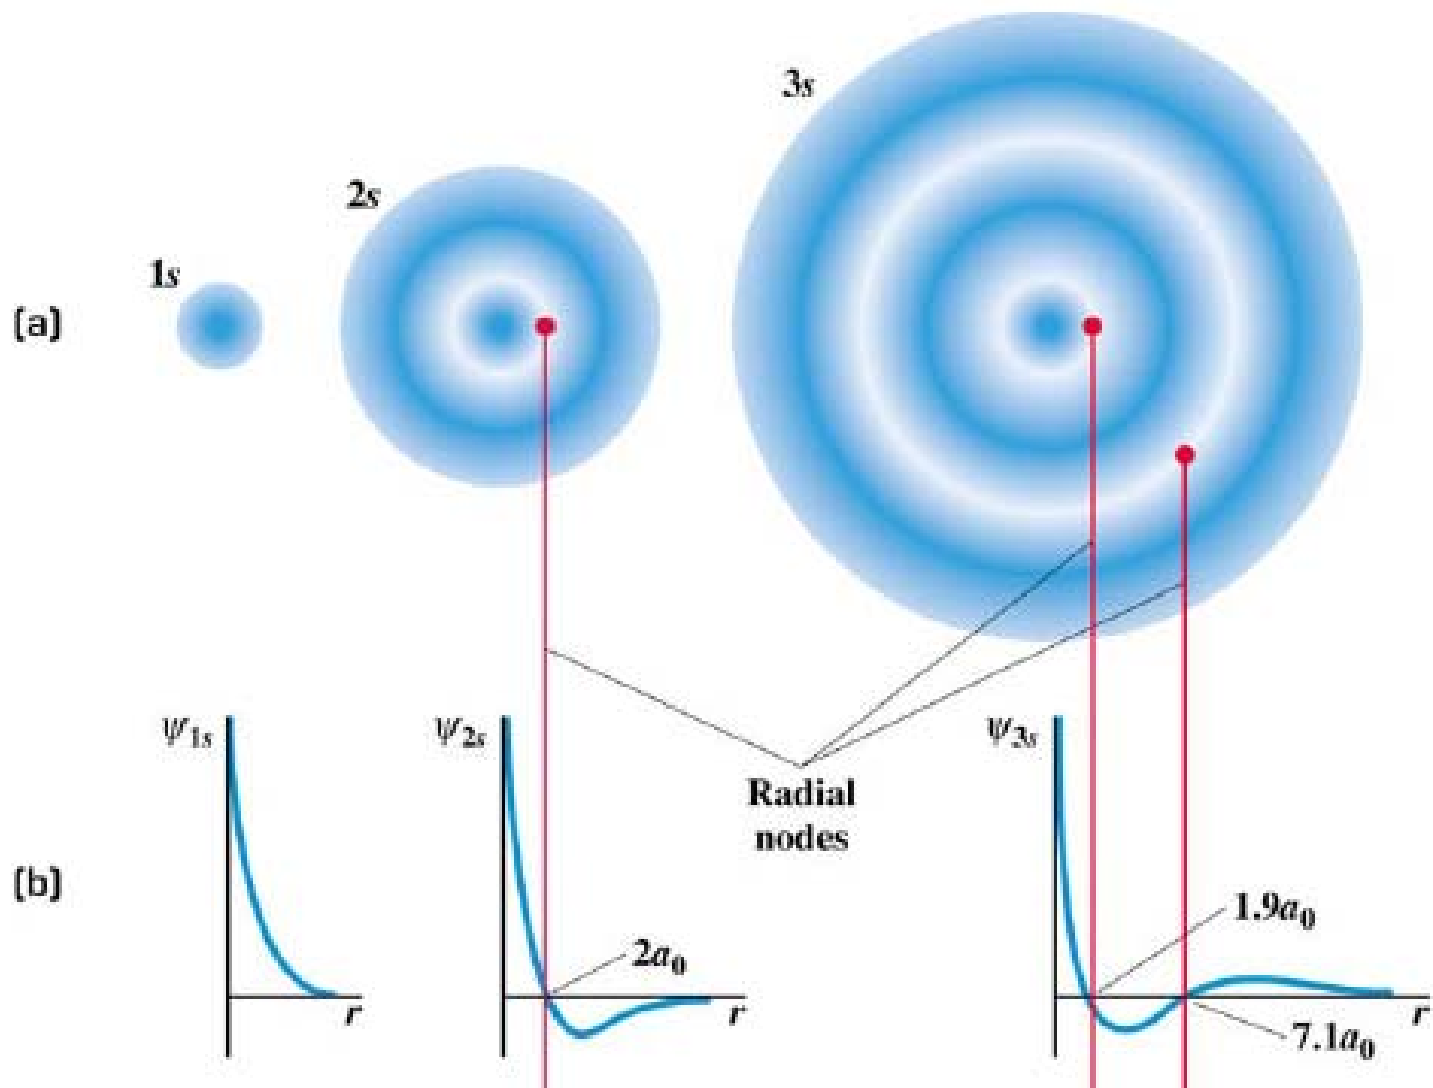 3s
2s
1s
(a)
ψ1s
ψ2s
ψ3s
Radial
nodes
(b)
1.9a0
2a0
r
r
r
7.1a0